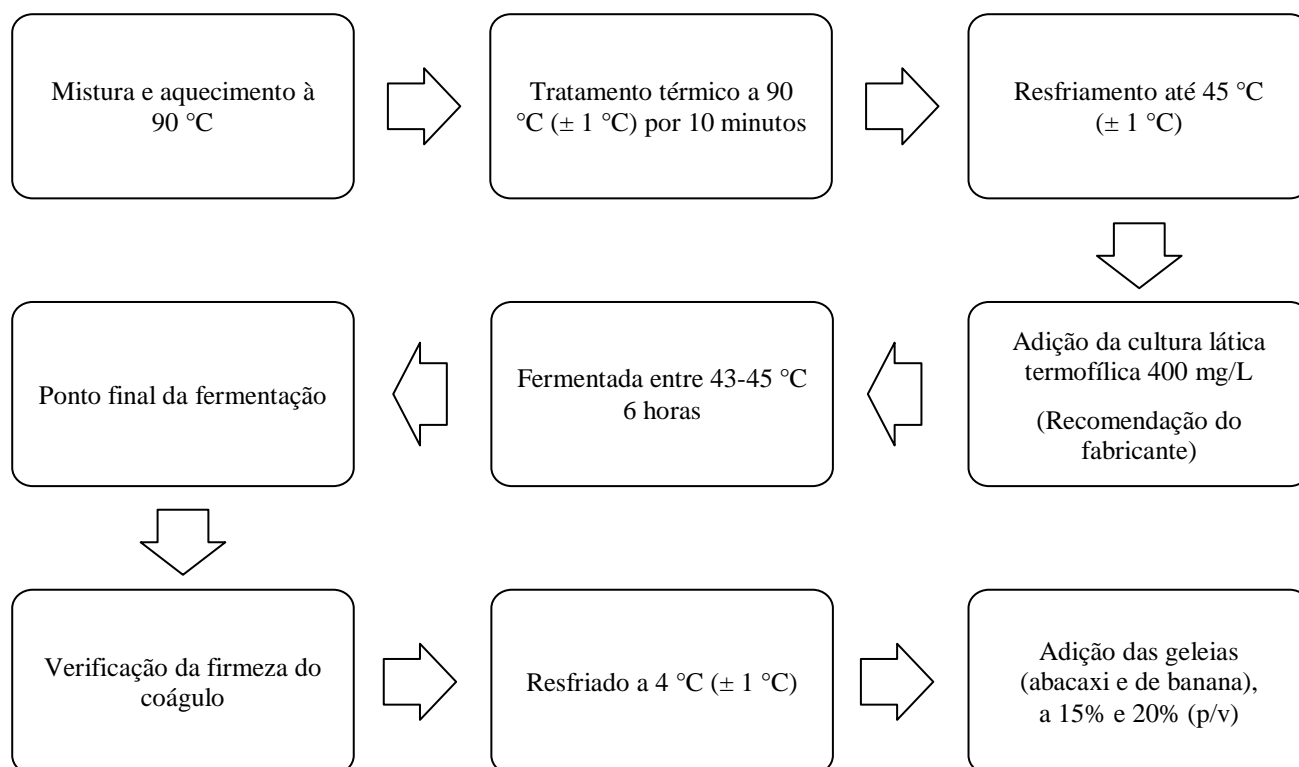 Mistura e aquecimento à
90 °C
Tratamento térmico a 90
°C (± 1 °C) por 10 minutos
Resfriamento até 45 °C
(± 1 °C)
Adição da cultura lática
termofílica 400 mg/L
(Recomendação do
fabricante)
Fermentada entre 43-45 °C
6 horas
Ponto final da fermentação
Verificação da firmeza do
coágulo
Resfriado a 4 °C (± 1 °C)
Adição das geleias
(abacaxi e de banana),
a 15% e 20% (p/v)